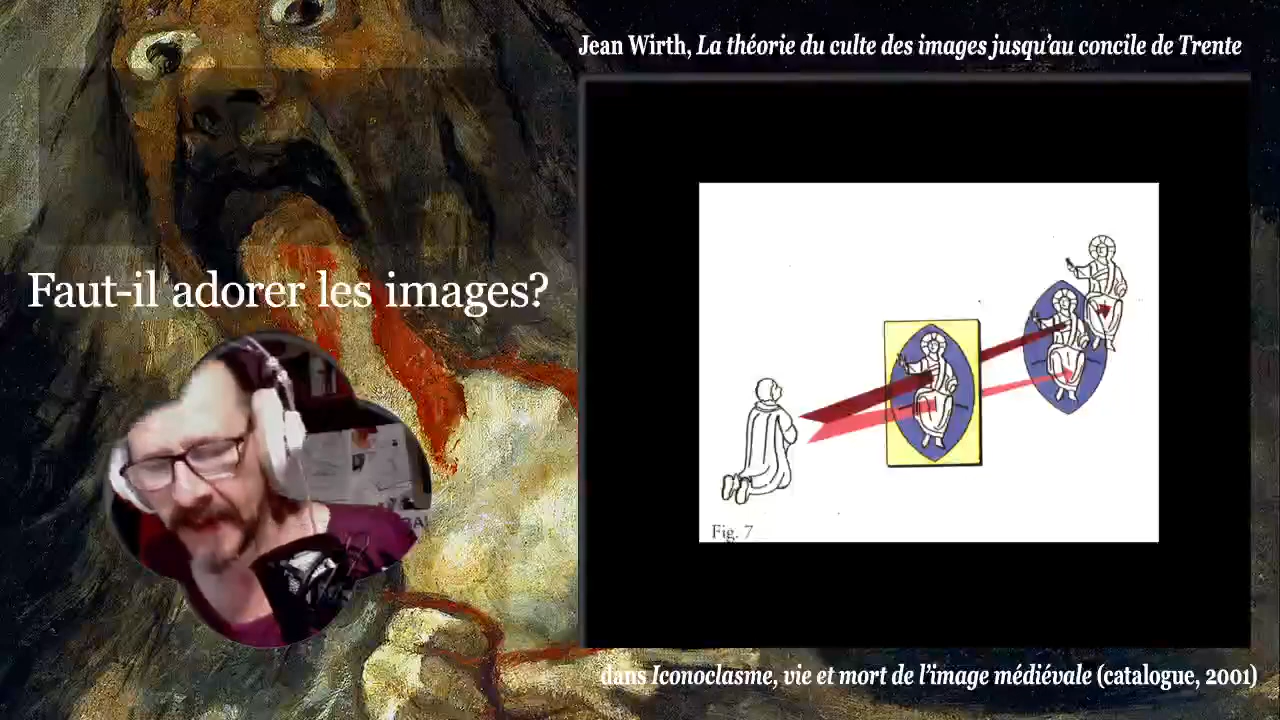 Jean Wirth, La théorie du culte des images jusqu'au concile de Trente
Faut-il adorer les images?
Fig. 7
dans Iconoclasme, vie et mort de l'image médiévale (catalogue, 2001)